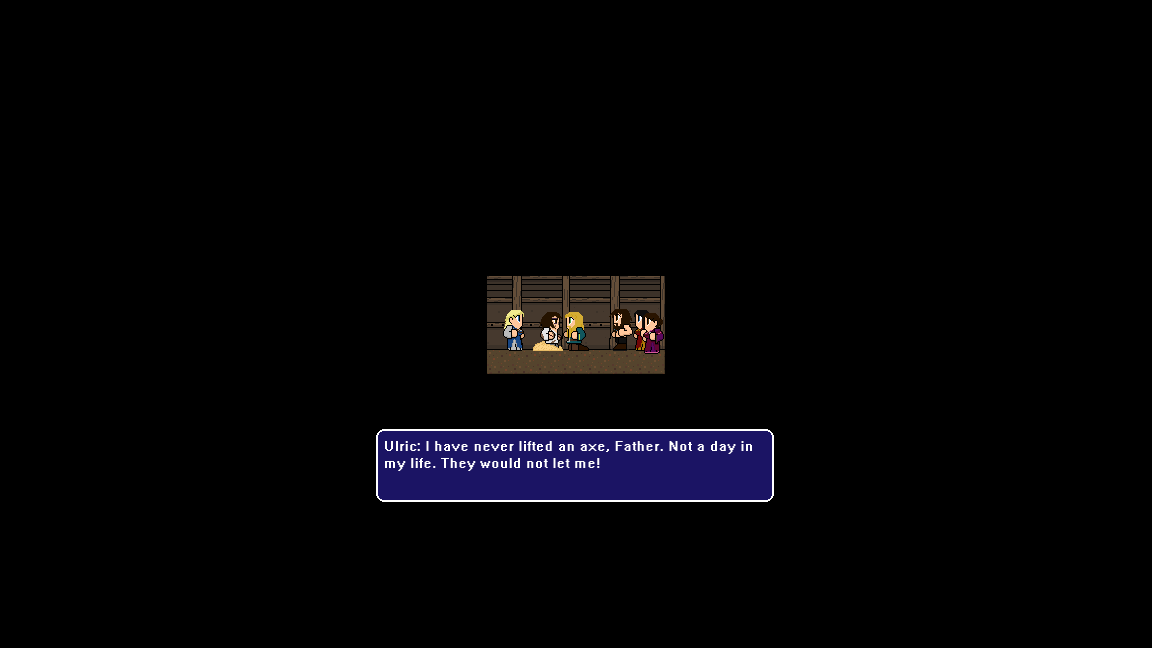 Ulric: I have never lifted an axe, Father. Not a day in
my life. They would not let me!